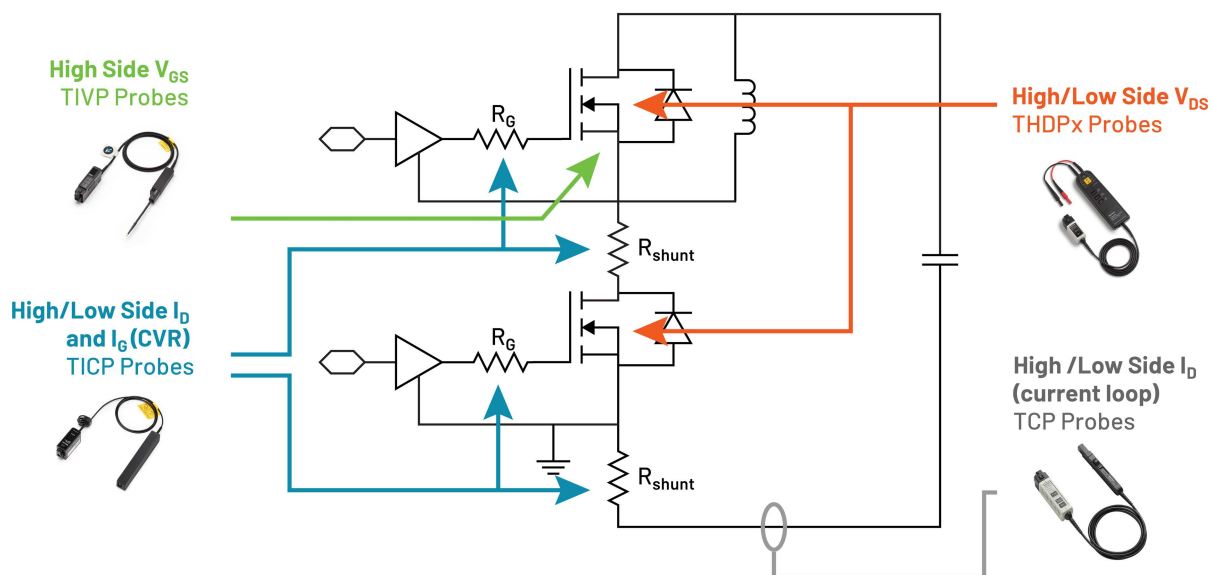 High Side VGS
TIVP Probes
RG
High/Low Side VDS
THDPx Probes
Rshunt
High/Low Side ID
and IG (CVR)
TICP Probes
RG
High /Low Side ID
(current loop)
TCP Probes
Rshunt